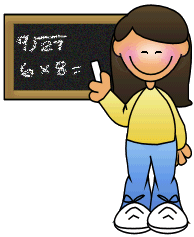 9)27
6 × 8 =